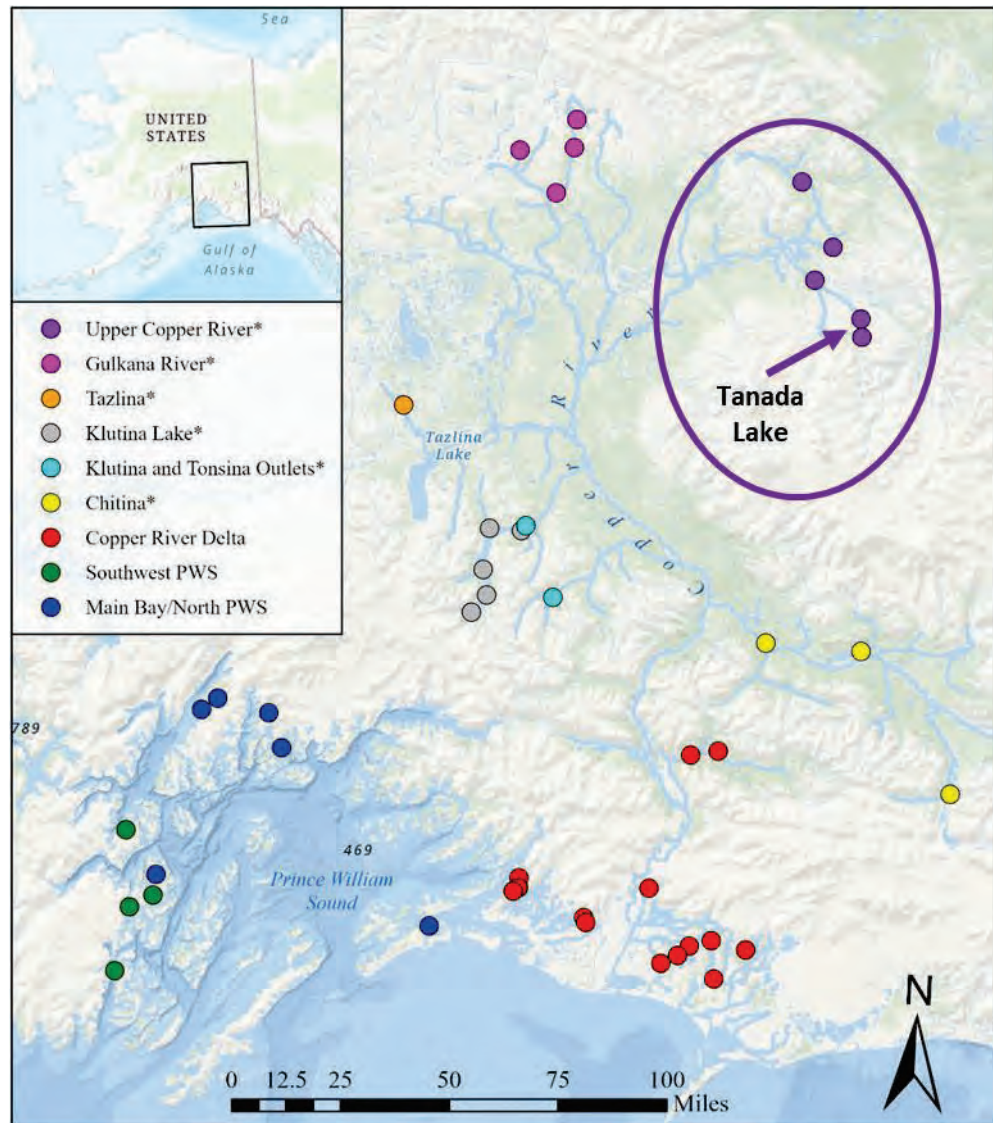 Sea
UNITED
STATES
Gulf of
Alaska
Upper Copper River*
Gulkana River*
Tazlina*
Klutina Lake*
Klutina and Tonsina Outlets*
Chitina*
Copper River Delta
Southwest PWS
Main Bay/North PWS
Tanada
Lake
Tazlina
Lake
Copper River
789
469
Prince William
Sound
N
0 12.5 25 50 75 100
Miles